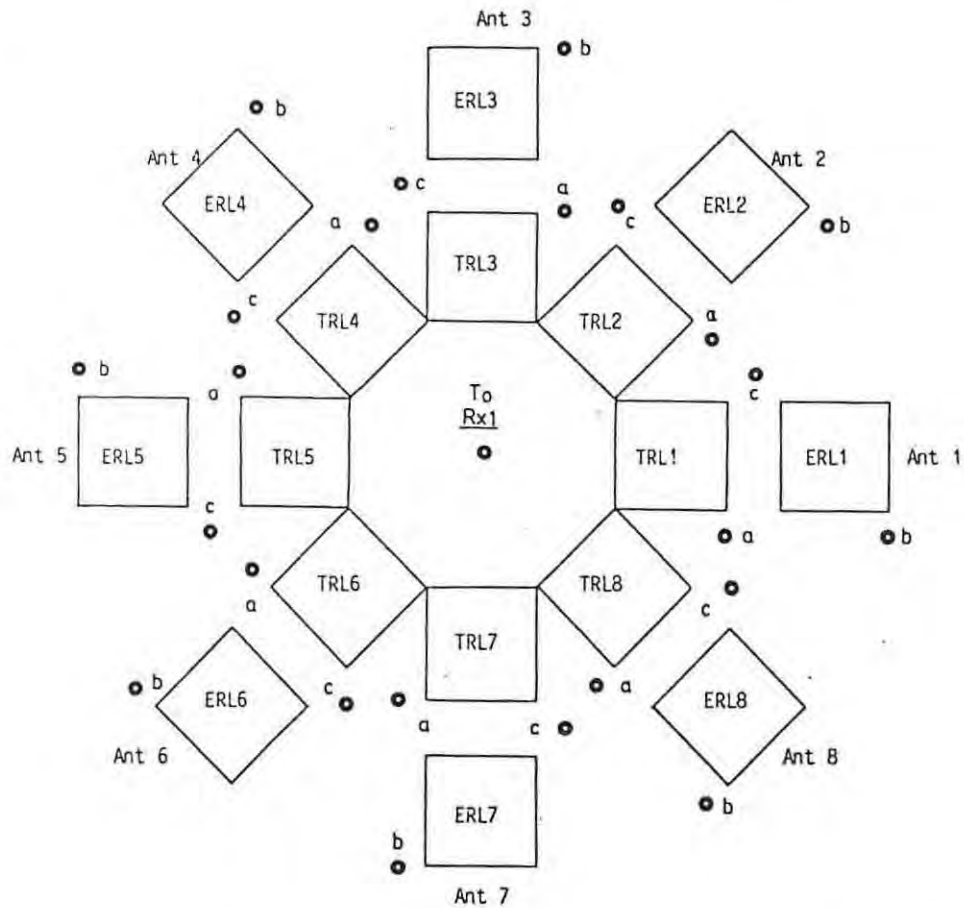 Ant 3
b
ERL3
b
Ant 4
Ant 2
ERL4
c
a
c
ERL2
b
a
TRL3
c
TRL4
TRL2
a
b
a
To
Rx1
c
Ant 5
ERL5
TRL5
TRL1
ERL1
Ant 1
c
a
b
TRL6
TRL8
a
c
TRL7
b
ERL6
c
a
ERL8
a
c
Ant 6
Ant 8
b
ERL7
b
Ant 7